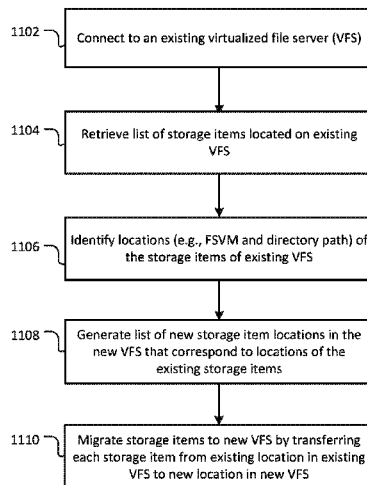 1102
Connect to an existing virtualized file server (VFS)
1104
Retrieve list of storage items located on existing
VFS
1106
Identify locations (e.g., FSVM and directory path) of
the storage items of existing VFS
1108
Generate list of new storage item locations in the
new VFS that correspond to locations of the
existing storage items
1110
Migrate storage items to new VFS by transferring
each storage item from existing location in existing
VFS to new location in new VFS